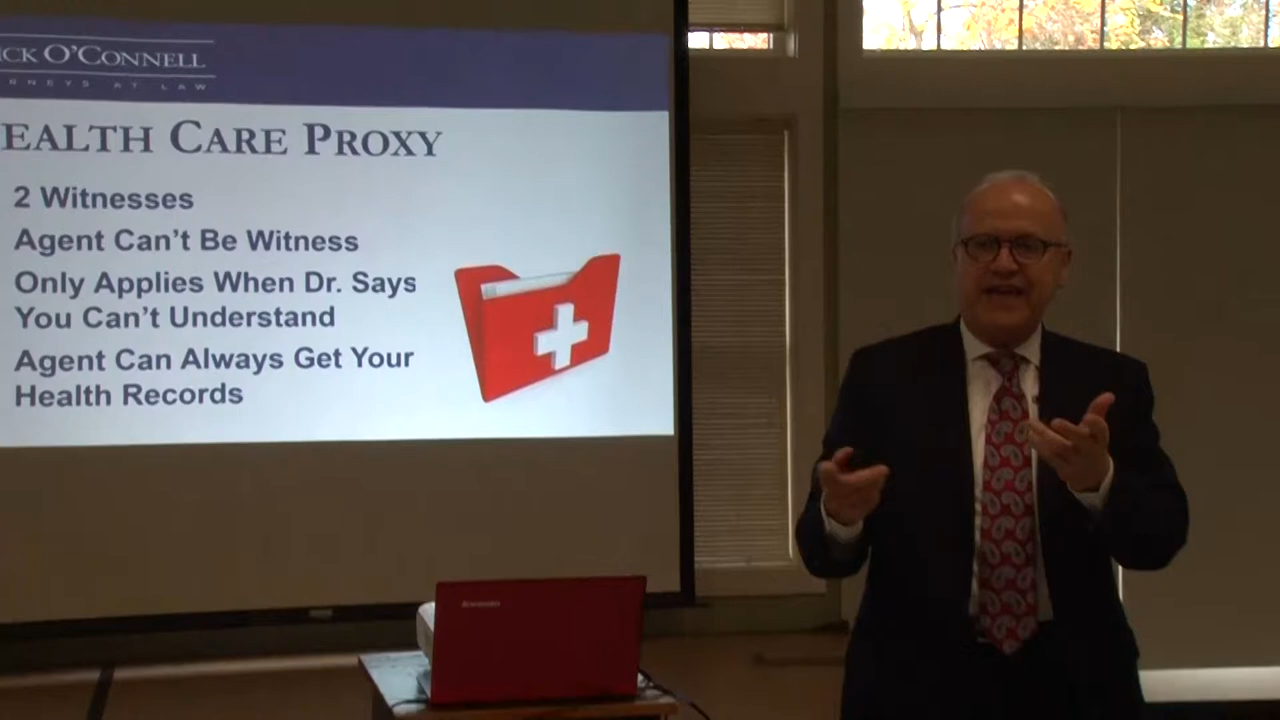 ICK O'CONNELL
RNEYS AT LAW
EALTH CARE PROXY
2 Witnesses
Agent Can't Be Witness
Only Applies When Dr. Says
You Can't Understand
Agent Can Always Get Your
Health Records
lenovo